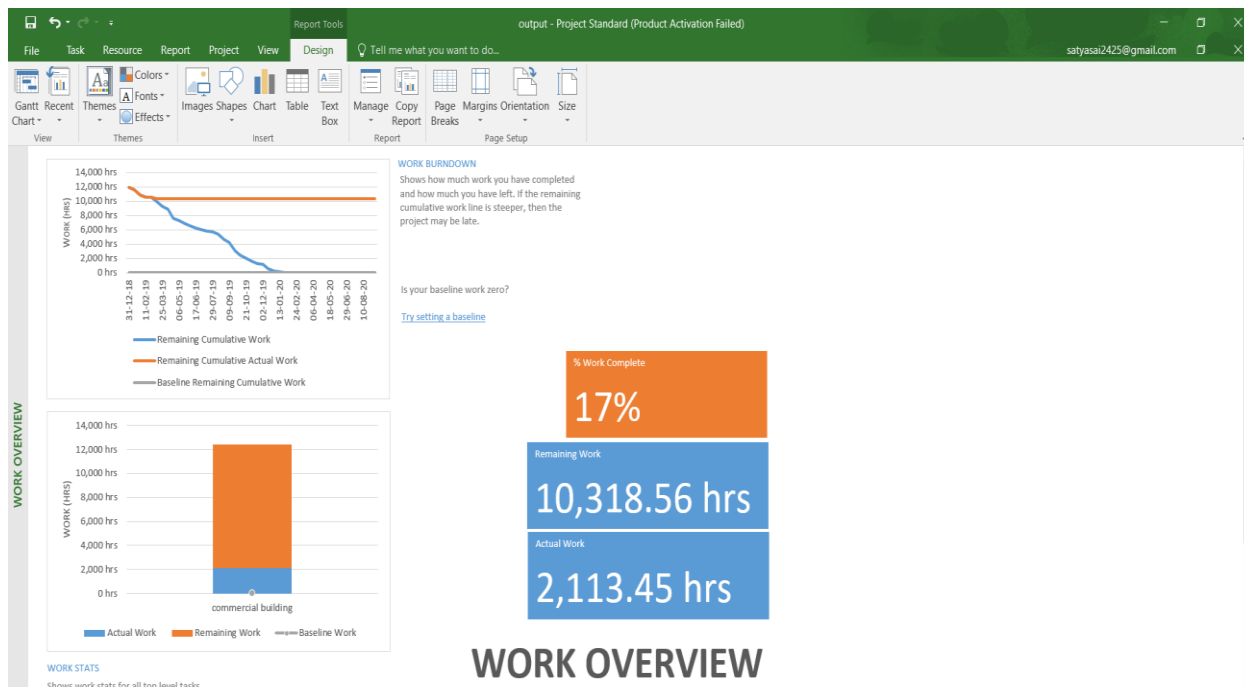 Report Tools
output - Project Standard (Product Activation Failed)
File Task Resource Report Project View Design Tell me what you want to do...
satyasai2425@gmail.com
Gantt Chart
Recent
Themes
Colors
Fonts
Effects
Images
Shapes
Chart
Table
Text Box
Manage
Copy Report
Page Breaks
Margins
Orientation
Size
View
Themes
Insert
Report
Page Setup
WORK OVERVIEW
14,000 hrs
12,000 hrs
10,000 hrs
8,000 hrs
6,000 hrs
4,000 hrs
2,000 hrs
0 hrs
WORK (HRS)
31-12-18
11-02-19
25-03-19
06-05-19
17-06-19
29-07-19
09-09-19
21-10-19
02-12-19
13-01-20
24-02-20
06-04-20
18-05-20
29-06-20
10-08-20
Remaining Cumulative Work
Remaining Cumulative Actual Work
Baseline Remaining Cumulative Work
WORK BURNDOWN
Shows how much work you have completed
and how much you have left. If the remaining
cumulative work line is steeper, then the
project may be late.
Is your baseline work zero?
Try setting a baseline
% Work Complete
17%
Remaining Work
10,318.56 hrs
Actual Work
2,113.45 hrs
14,000 hrs
12,000 hrs
10,000 hrs
8,000 hrs
6,000 hrs
4,000 hrs
2,000 hrs
0 hrs
WORK (HRS)
commercial building
Actual Work
Remaining Work
Baseline Work
WORK OVERVIEW
WORK STATS
Shows work stats for all top level tasks